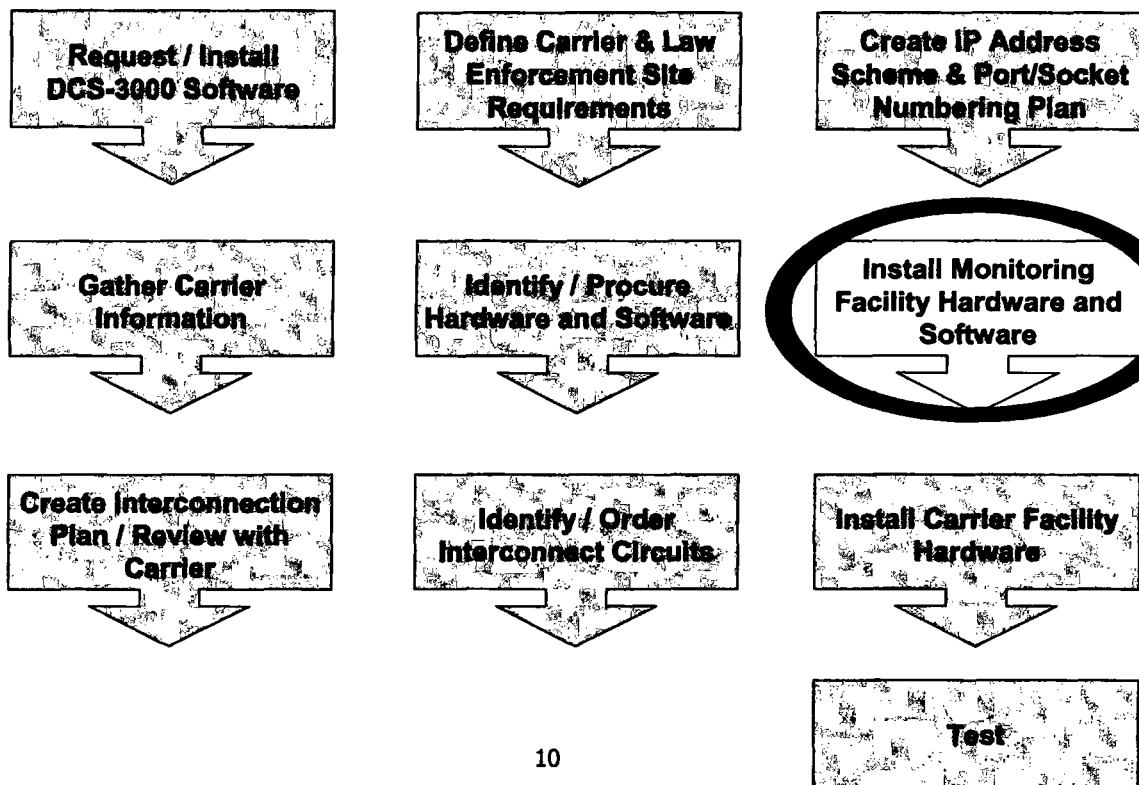 Request / Install
DCS-3000 Software
Gather Carrier
Information
Create Interconnection
Plan / Review with
Carrier
Define Carrier & Law
Enforcement Site
Requirements
Identify / Procure
Hardware and Software
Identify / Order
Interconnect Circuits
Create IP Address
Scheme & Port/Socket
Numbering Plan
Install Monitoring
Facility Hardware and
Software
Install Carrier Facility
Hardware
Test
10